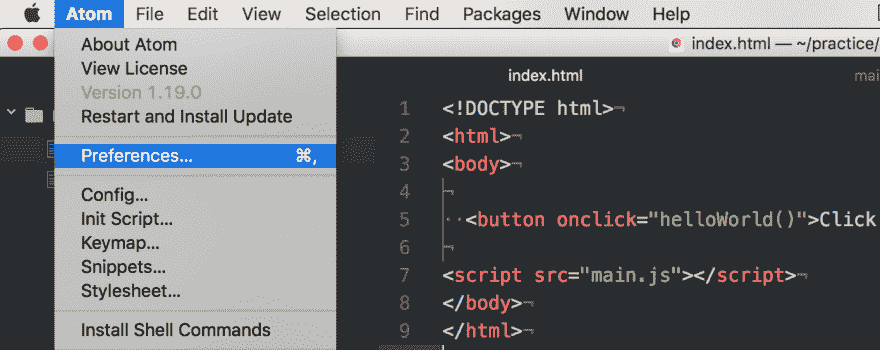 Atom File Edit View Selection Find Packages Window Help
index.html — ~/practice/
About Atom
View License
Version 1.19.0
Restart and Install Update
Preferences... ⌘,
Config...
Init Script...
Keymap...
Snippets...
Stylesheet...
Install Shell Commands
index.html
1 <!DOCTYPE html>¬
2 <html>¬
3 <body>¬
4 ¬
5 ··<button onclick="helloWorld()">Click
6 ¬
7 <script src="main.js"></script>¬
8 </body>¬
9 </html>¬